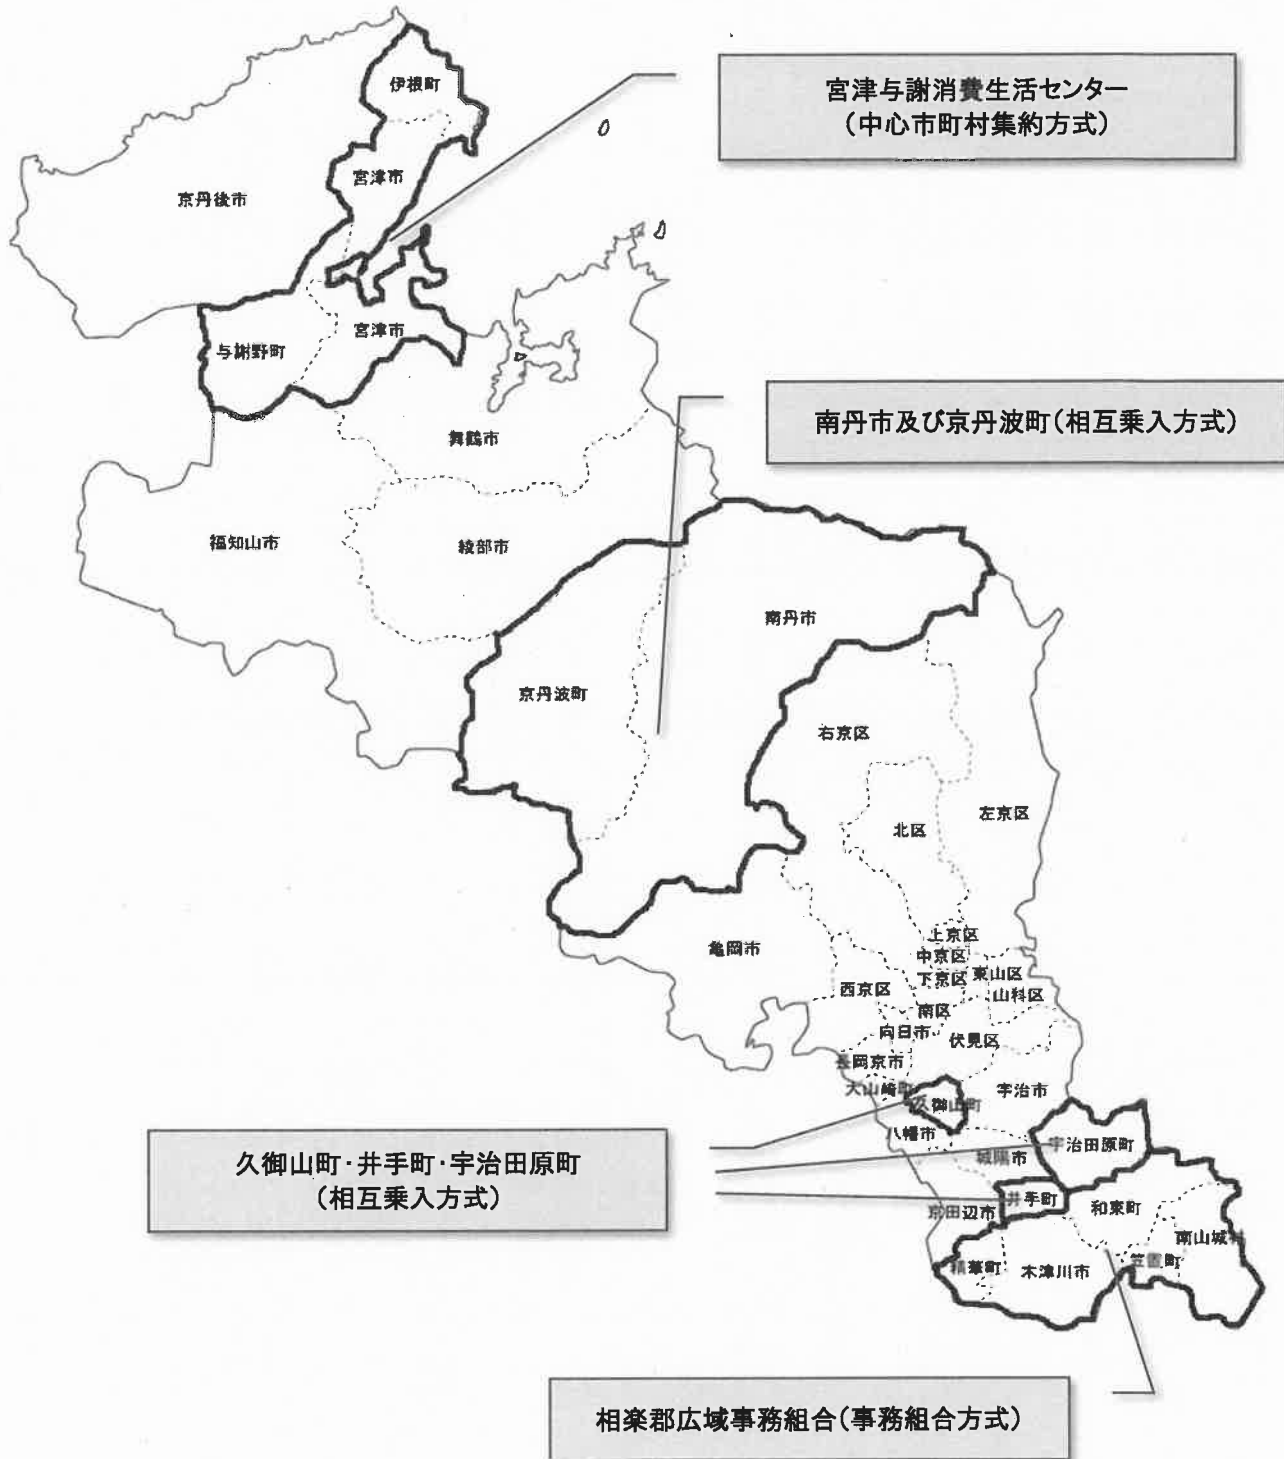 伊根町
宮津与謝消費生活センター
（中心市町村集約方式）
宮津市
京丹後市
宮津市
与謝野町
南丹市及び京丹波町（相互乗入方式）
舞鶴市
福知山市
綾部市
南丹市
京丹波町
右京区
左京区
北区
上京区
亀岡市
中京区
東山区
下京区
西京区
山科区
南区
向日市
伏見区
長岡京市
大山崎町
宇治市
久御山町
八幡市
宇治田原町
城陽市
久御山町・井手町・宇治田原町
（相互乗入方式）
井手町
京田辺市
和束町
南山城村
笠置町
精華町
木津川市
相楽郡広域事務組合（事務組合方式）